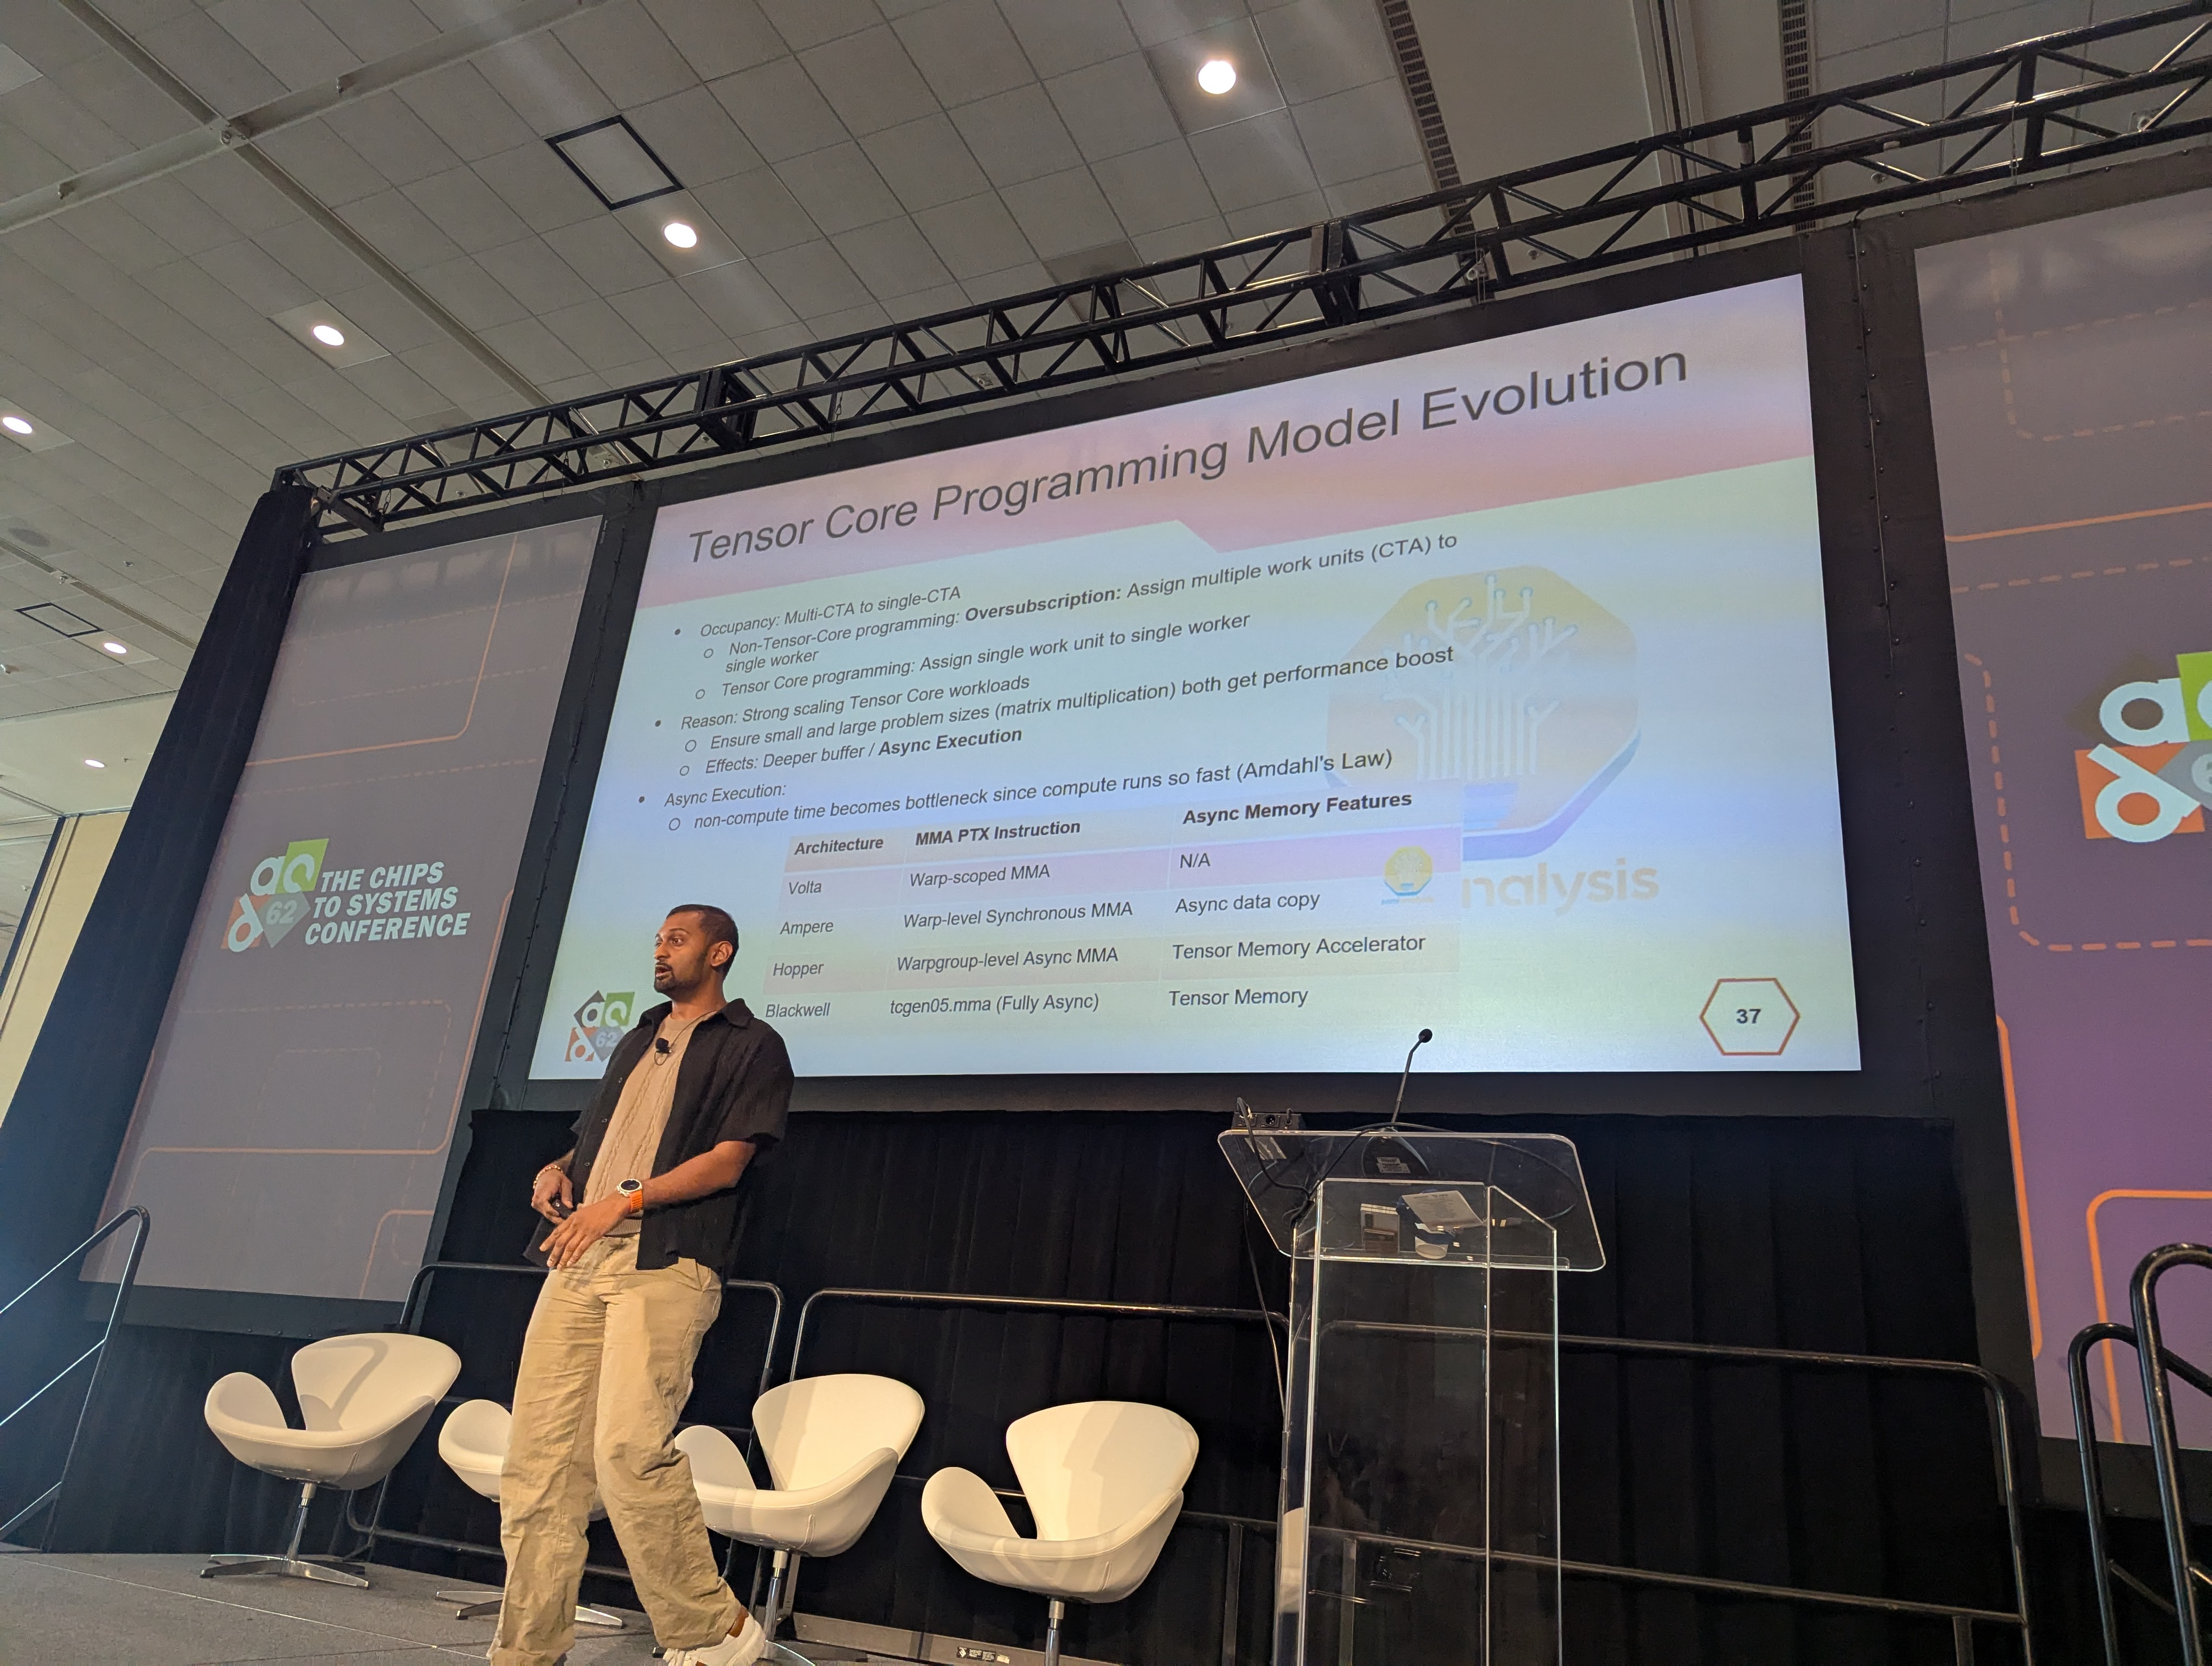 Tensor Core Programming Model Evolution
• Occupancy: Multi-CTA to single-CTA
○ Non-Tensor-Core programming: Oversubscription: Assign multiple work units (CTA) to
single worker
○ Tensor Core programming: Assign single work unit to single worker
• Reason: Strong scaling Tensor Core workloads
○ Ensure small and large problem sizes (matrix multiplication) both get performance boost
○ Effects: Deeper buffer / Async Execution
• Async Execution:
○ non-compute time becomes bottleneck since compute runs so fast (Amdahl's Law)
Architecture MMA PTX Instruction Async Memory Features
Volta Warp-scoped MMA N/A
Ampere Warp-level Synchronous MMA Async data copy
Hopper Warpgroup-level Async MMA Tensor Memory Accelerator
Blackwell tcgen05.mma (Fully Async) Tensor Memory
nalysis
37
62
THE CHIPS
TO SYSTEMS
CONFERENCE
62